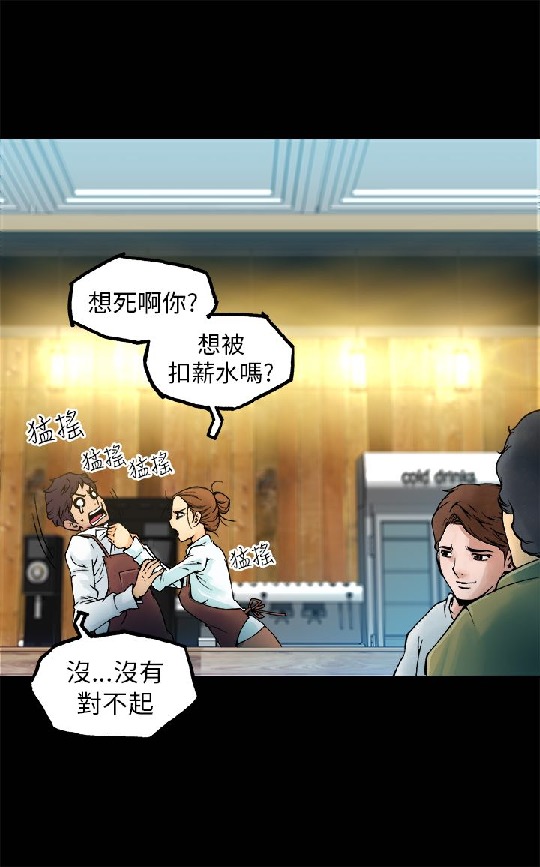 想死啊你?
想被
扣薪水嗎?
猛搖
猛搖
猛搖
cold drinks
猛搖
沒...沒有
對不起